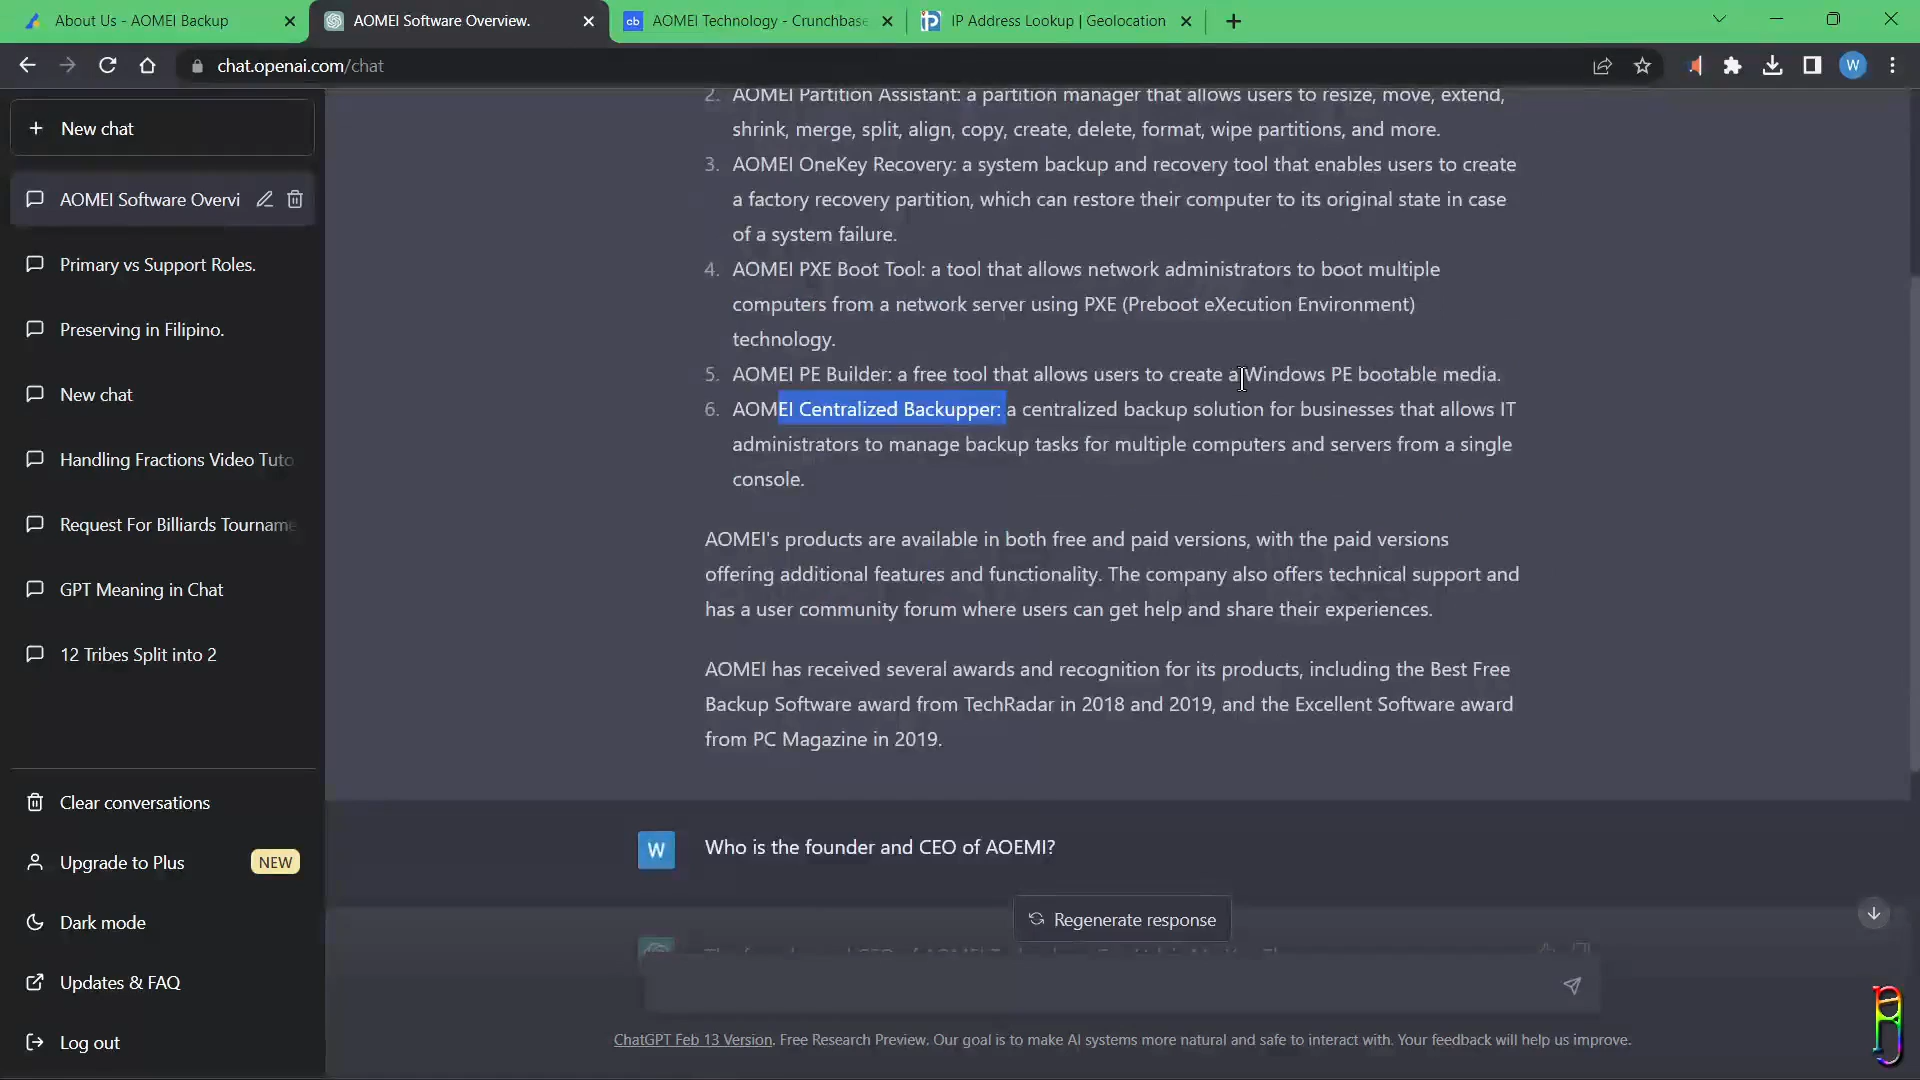 About Us - AOMEI Backup
AOMEI Software Overview.
cb AOMEI Technology - Crunchbase
IP Address Lookup | Geolocation
chat.openai.com/chat
W
New chat
AOMEI Software Overvi
Primary vs Support Roles.
Preserving in Filipino.
New chat
Handling Fractions Video Tuto
Request For Billiards Tourname
GPT Meaning in Chat
12 Tribes Split into 2
Clear conversations
Upgrade to Plus NEW
Dark mode
Updates & FAQ
Log out
2. AOMEI Partition Assistant: a partition manager that allows users to resize, move, extend,
shrink, merge, split, align, copy, create, delete, format, wipe partitions, and more.
3. AOMEI OneKey Recovery: a system backup and recovery tool that enables users to create
a factory recovery partition, which can restore their computer to its original state in case
of a system failure.
4. AOMEI PXE Boot Tool: a tool that allows network administrators to boot multiple
computers from a network server using PXE (Preboot eXecution Environment)
technology.
5. AOMEI PE Builder: a free tool that allows users to create a Windows PE bootable media.
6. AOMEI Centralized Backupper: a centralized backup solution for businesses that allows IT
administrators to manage backup tasks for multiple computers and servers from a single
console.
AOMEI's products are available in both free and paid versions, with the paid versions
offering additional features and functionality. The company also offers technical support and
has a user community forum where users can get help and share their experiences.
AOMEI has received several awards and recognition for its products, including the Best Free
Backup Software award from TechRadar in 2018 and 2019, and the Excellent Software award
from PC Magazine in 2019.
W Who is the founder and CEO of AOEMI?
Regenerate response
ChatGPT Feb 13 Version. Free Research Preview. Our goal is to make AI systems more natural and safe to interact with. Your feedback will help us improve.